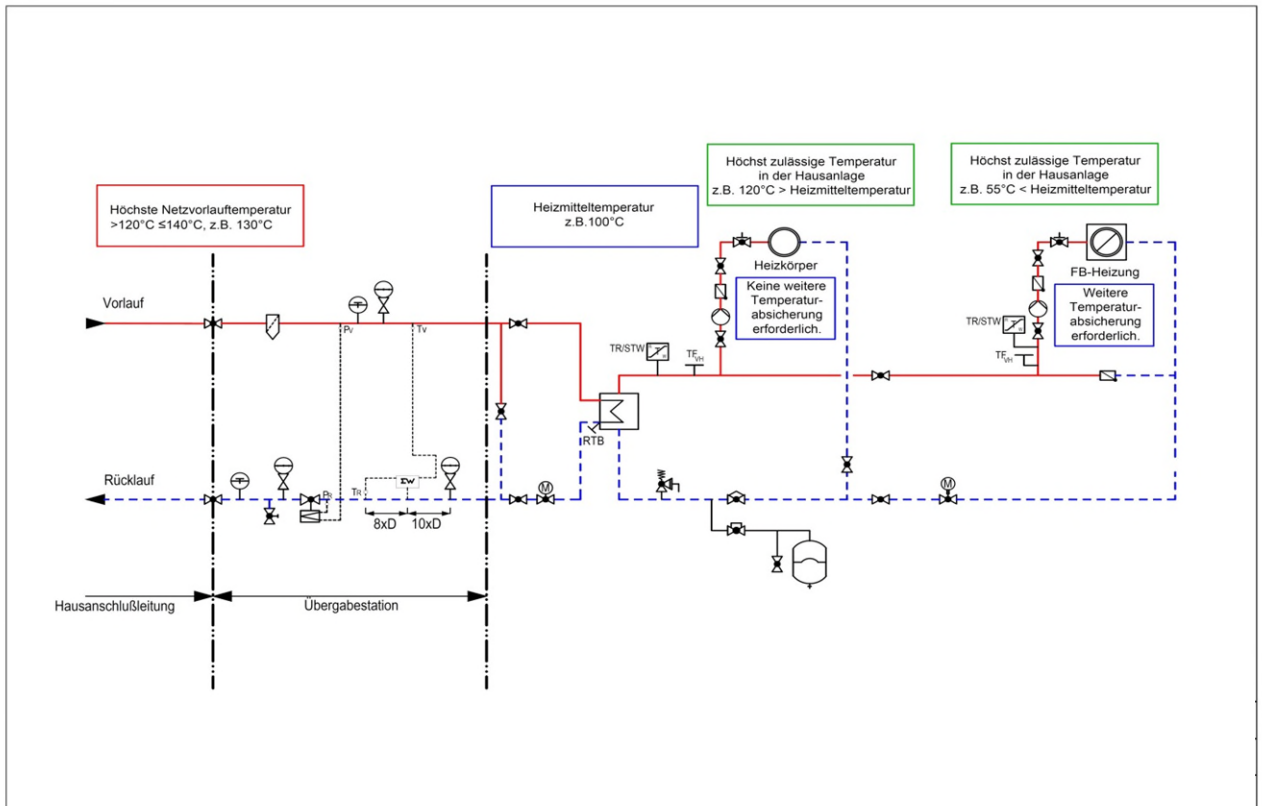 Höchst zulässige Temperatur
in der Hausanlage
z.B. 120°C > Heizmitteltemperatur
Höchst zulässige Temperatur
in der Hausanlage
z.B. 55°C < Heizmitteltemperatur
Höchste Netzvorlauftemperatur
>120°C ≤140°C, z.B. 130°C
Heizmitteltemperatur
z.B.100°C
Heizkörper
FB-Heizung
Keine weitere
Temperatur-
absicherung
erforderlich.
Weitere
Temperatur-
absicherung
erforderlich.
Vorlauf
PV
TV
TR/STW
TR/STW
TFVH
TFVH
RTB
Rücklauf
PR
TR
ΣW
M
M
8xD
10xD
Hausanschlußleitung
Übergabestation